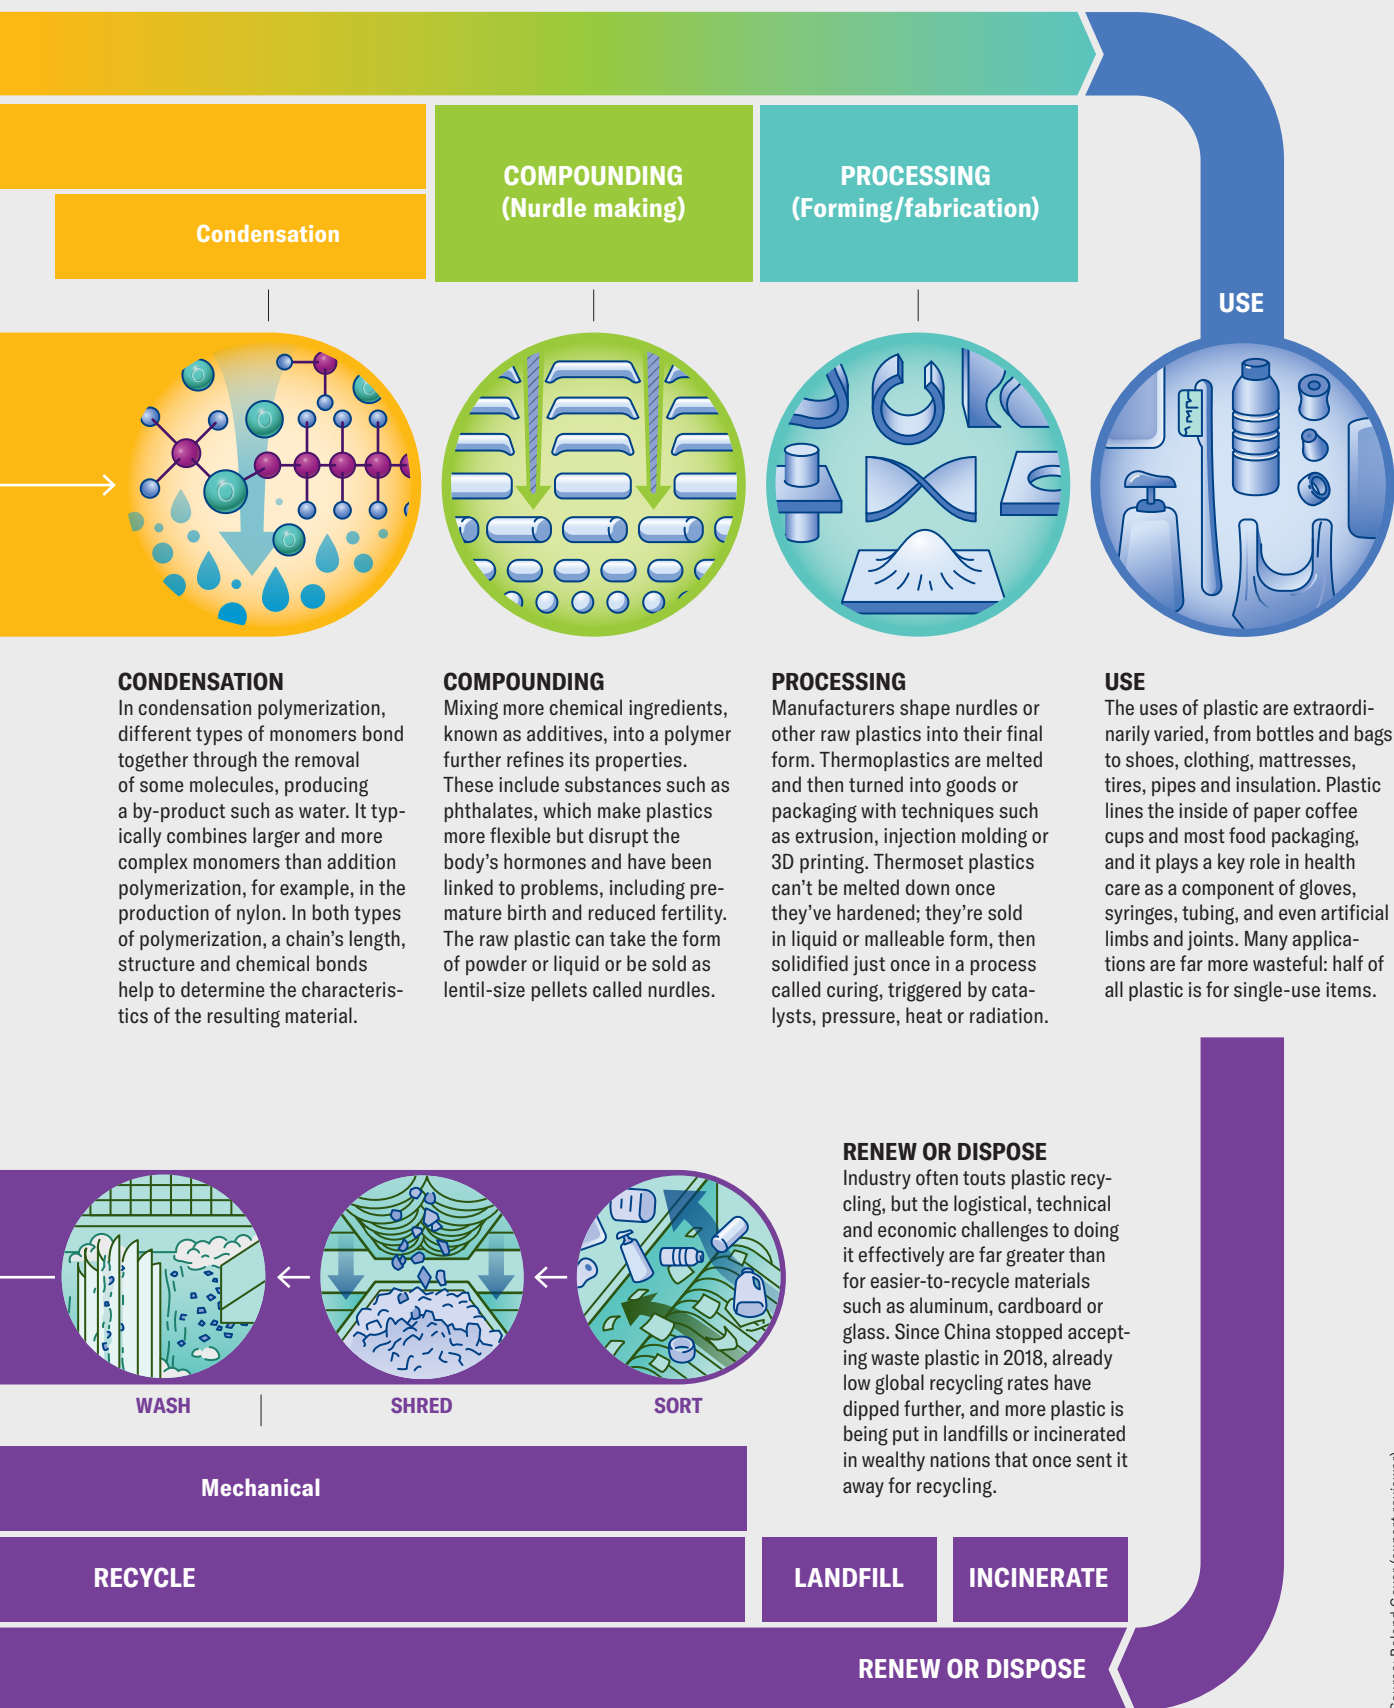 COMPOUNDING
(Nurdle making)
PROCESSING
(Forming/fabrication)
Condensation
USE
CONDENSATION
In condensation polymerization,
different types of monomers bond
together through the removal
of some molecules, producing
a by-product such as water. It typ-
ically combines larger and more
complex monomers than addition
polymerization, for example, in the
production of nylon. In both types
of polymerization, a chain's length,
structure and chemical bonds
help to determine the characteris-
tics of the resulting material.
COMPOUNDING
Mixing more chemical ingredients,
known as additives, into a polymer
further refines its properties.
These include substances such as
phthalates, which make plastics
more flexible but disrupt the
body's hormones and have been
linked to problems, including pre-
mature birth and reduced fertility.
The raw plastic can take the form
of powder or liquid or be sold as
lentil-size pellets called nurdles.
PROCESSING
Manufacturers shape nurdles or
other raw plastics into their final
form. Thermoplastics are melted
and then turned into goods or
packaging with techniques such
as extrusion, injection molding or
3D printing. Thermoset plastics
can't be melted down once
they've hardened; they're sold
in liquid or malleable form, then
solidified just once in a process
called curing, triggered by cata-
lysts, pressure, heat or radiation.
USE
The uses of plastic are extraordi-
narily varied, from bottles and bags
to shoes, clothing, mattresses,
tires, pipes and insulation. Plastic
lines the inside of paper coffee
cups and most food packaging,
and it plays a key role in health
care as a component of gloves,
syringes, tubing, and even artificial
limbs and joints. Many applica-
tions are far more wasteful: half of
all plastic is for single-use items.
RENEW OR DISPOSE
Industry often touts plastic recy-
cling, but the logistical, technical
and economic challenges to doing
it effectively are far greater than
for easier-to-recycle materials
such as aluminum, cardboard or
glass. Since China stopped accept-
ing waste plastic in 2018, already
low global recycling rates have
dipped further, and more plastic is
being put in landfills or incinerated
in wealthy nations that once sent it
away for recycling.
WASH
SHRED
SORT
Mechanical
RECYCLE
LANDFILL
INCINERATE
RENEW OR DISPOSE